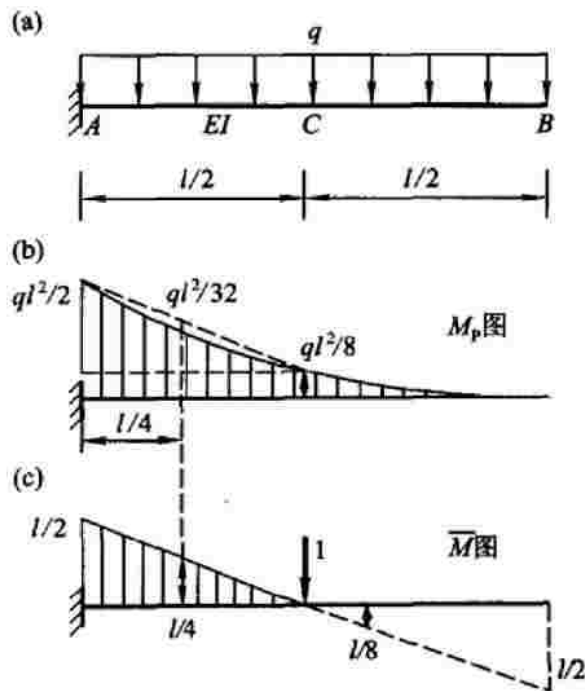 (a)
q
A EI C B
l/2 l/2
(b)
ql²/2
ql²/32
ql²/8
M_P图
l/4
(c)
l/2
1
M̄图
l/4
l/8
l/2